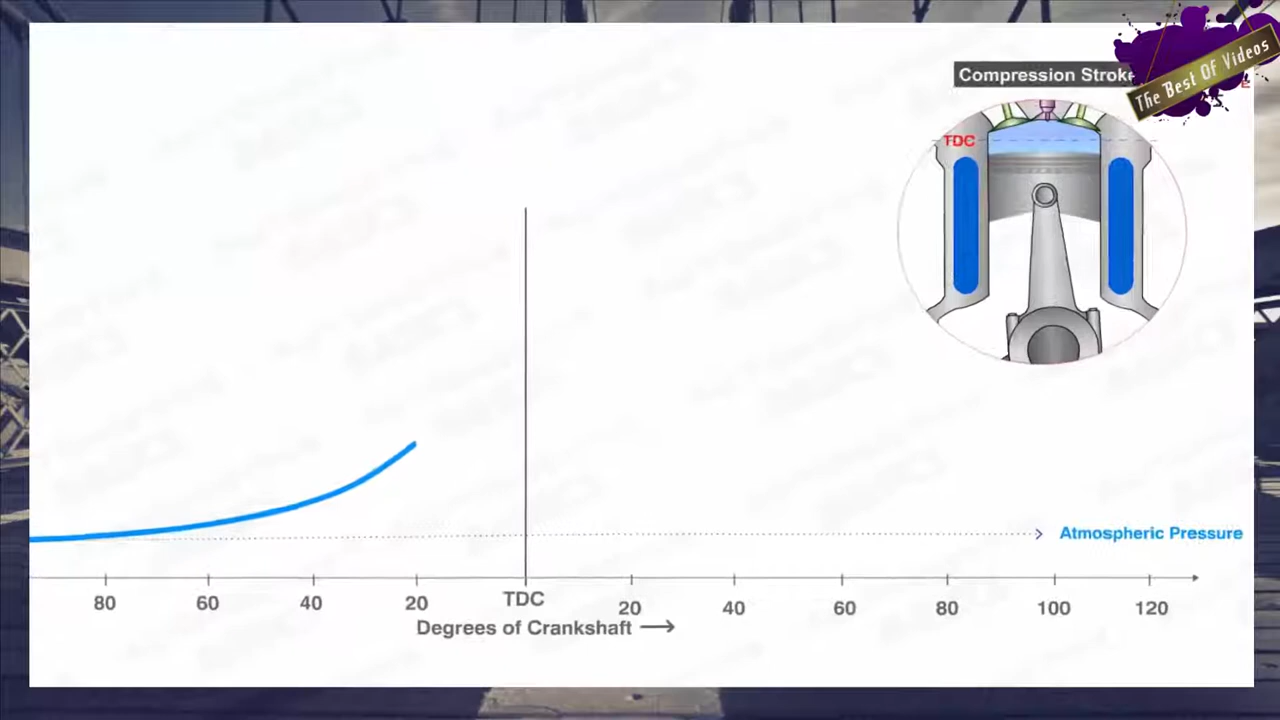 Compression Stroke
The Best Of Videos
TDC
Atmospheric Pressure
80 60 40 20 TDC 20 40 60 80 100 120
Degrees of Crankshaft